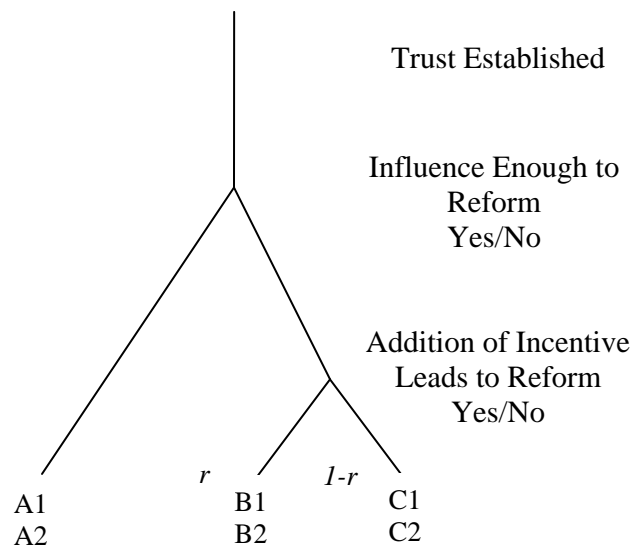 Trust Established
Influence Enough to
Reform
Yes/No
Addition of Incentive
Leads to Reform
Yes/No
r
1-r
A1
A2
B1
B2
C1
C2